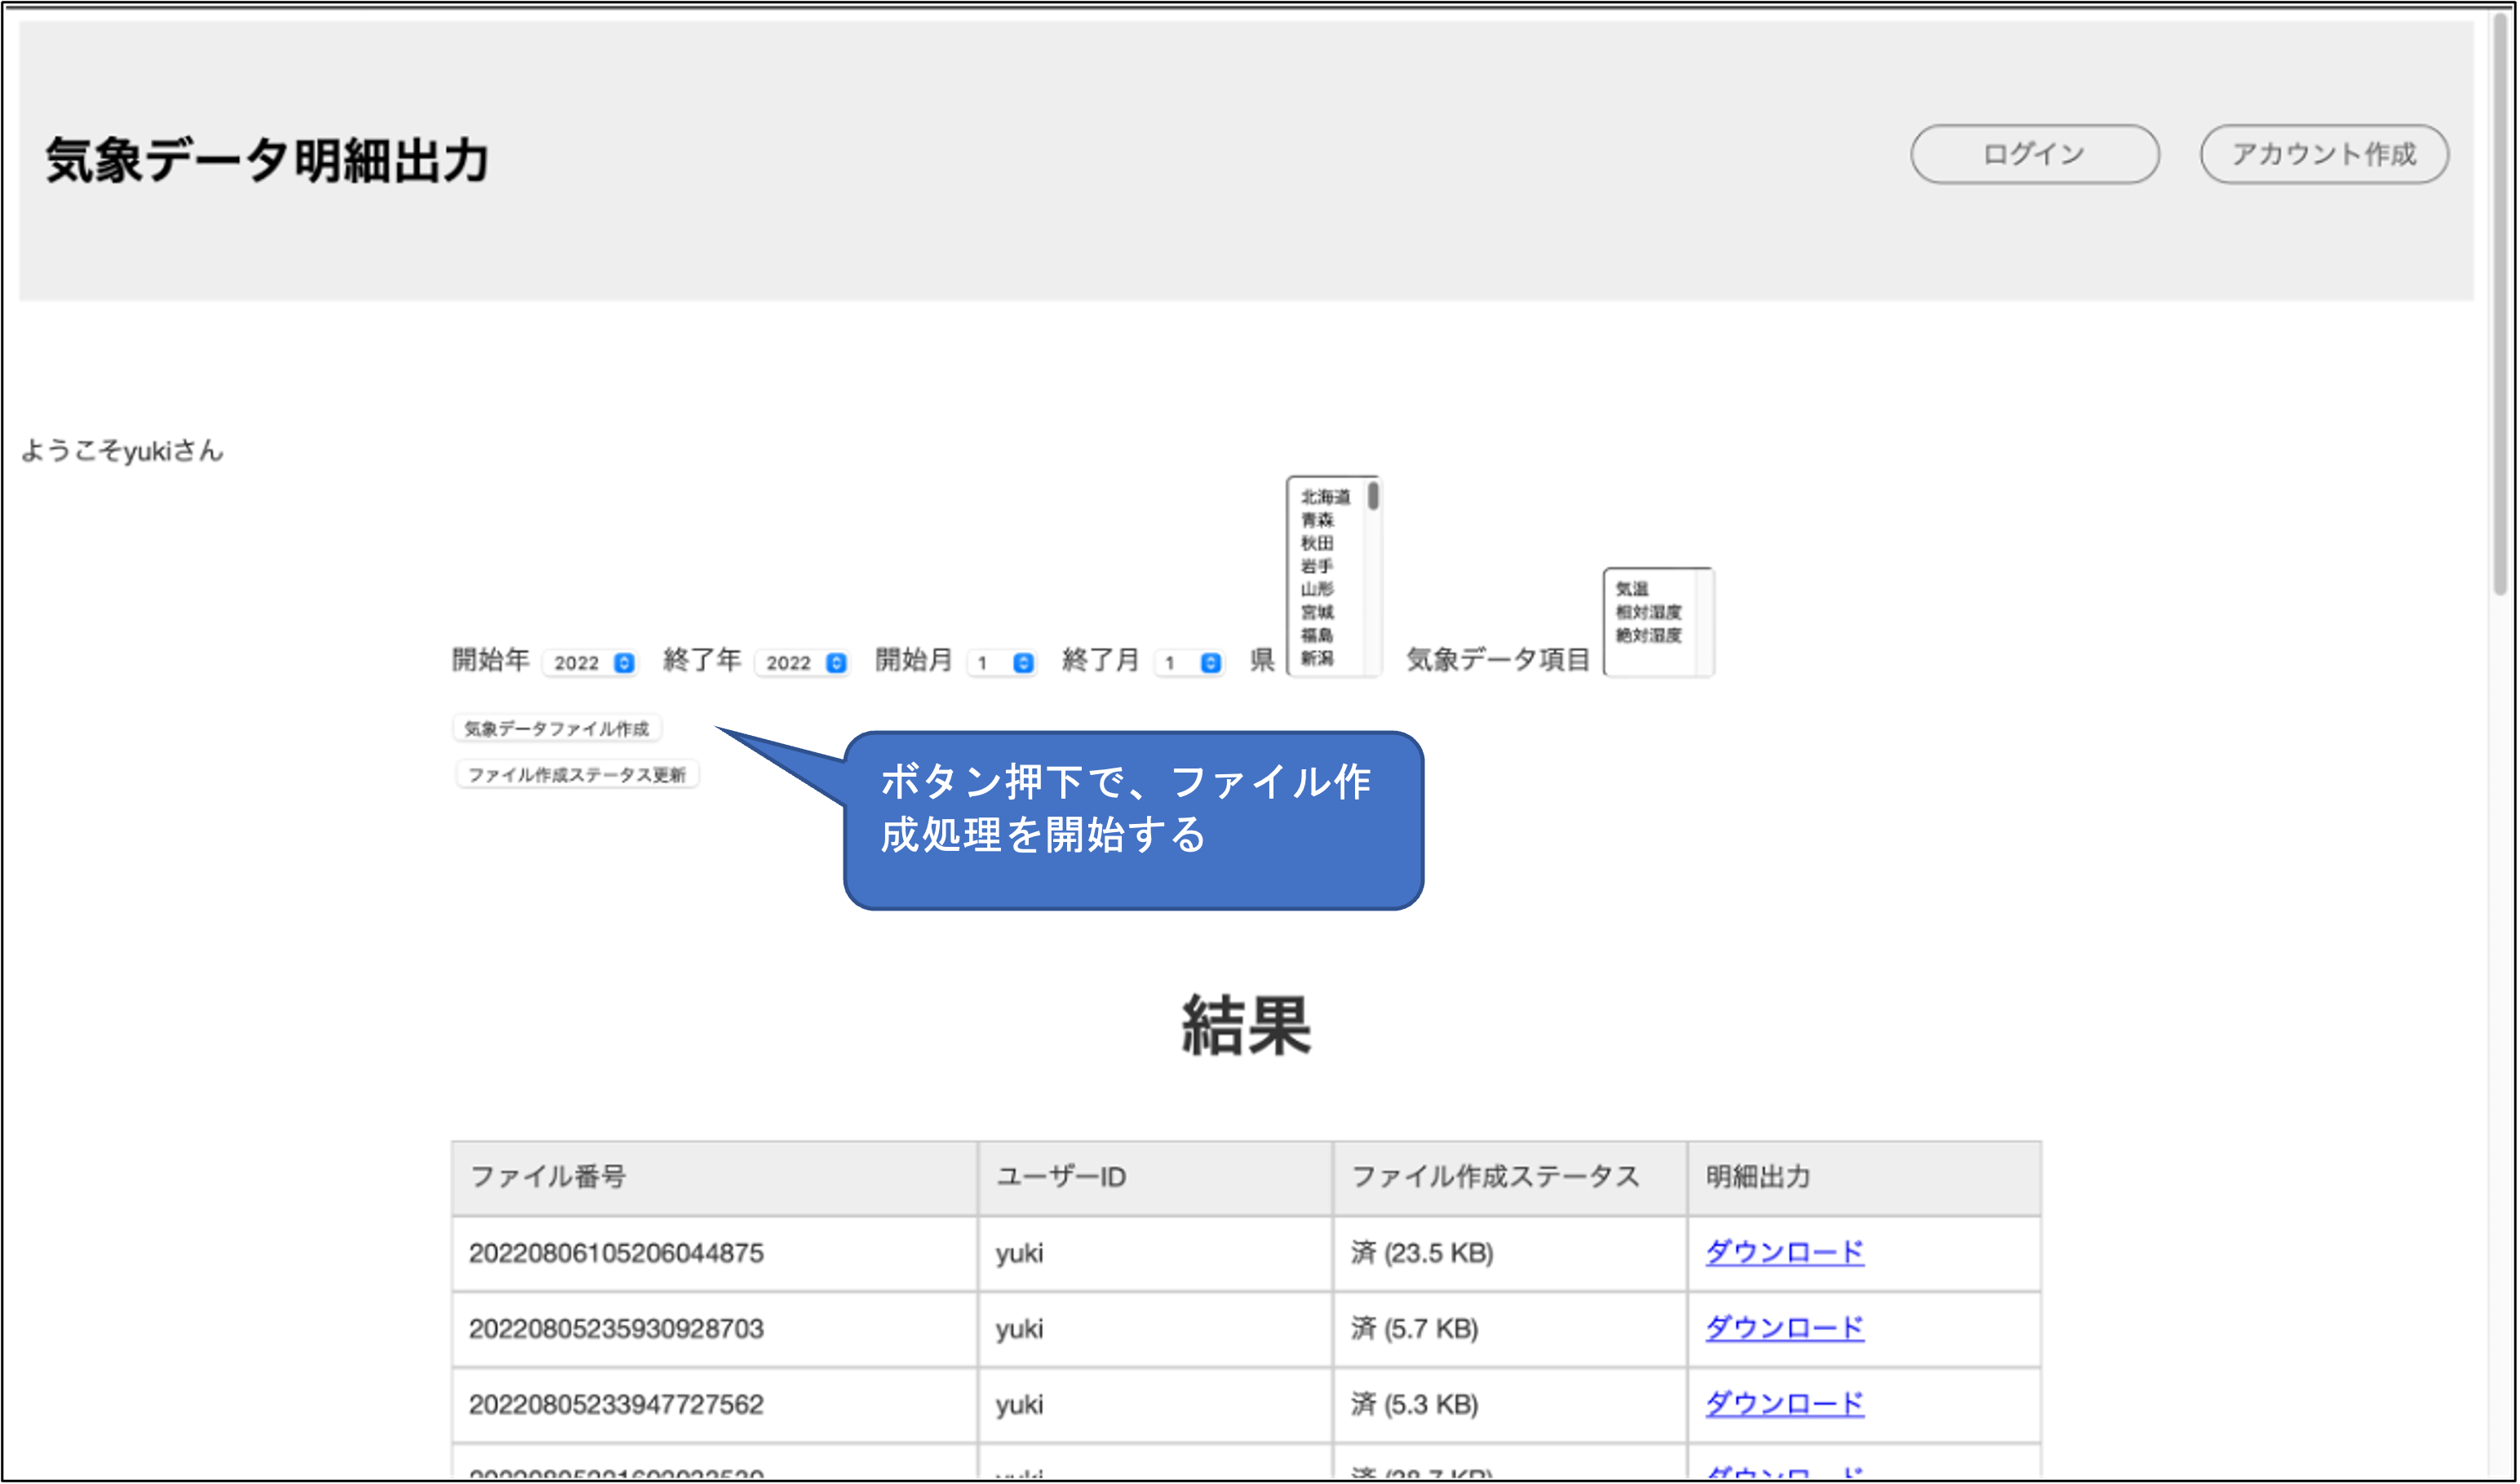 気象データ明細出力
ログイン
アカウント作成
ようこそyukiさん
開始年 2022 終了年 2022 開始月 1 終了月 1 県
北海道
青森
秋田
岩手
山形
宮城
福島
新潟
気象データ項目
気温
相対湿度
絶対湿度
気象データファイル作成
ファイル作成ステータス更新
ボタン押下で、ファイル作
成処理を開始する
結果
ファイル番号 ユーザーID ファイル作成ステータス 明細出力
20220806105206044875 yuki 済 (23.5 KB) ダウンロード
20220805235930928703 yuki 済 (5.7 KB) ダウンロード
20220805233947727562 yuki 済 (5.3 KB) ダウンロード